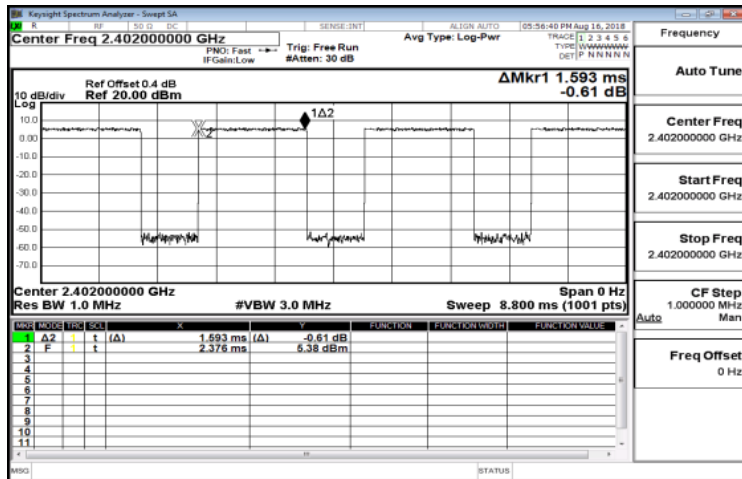 Keysight Spectrum Analyzer - Swept SA
R RF 50 Ω DC SENSE:INT ALIGN AUTO 05:56:40 PM Aug 16, 2018
Center Freq 2.402000000 GHz
PNO: Fast
IFGain:Low
Trig: Free Run
#Atten: 30 dB
Avg Type: Log-Pwr
TRACE 1 2 3 4 5 6
TYPE WWWWWW
DET P N N N N N
Frequency
Auto Tune
Center Freq
2.402000000 GHz
Start Freq
2.402000000 GHz
Stop Freq
2.402000000 GHz
CF Step
1.000000 MHz
Auto Man
Freq Offset
0 Hz
ΔMkr1 1.593 ms
-0.61 dB
Ref Offset 0.4 dB
10 dB/div Ref 20.00 dBm
Log
10.0
0.00
-10.0
-20.0
-30.0
-40.0
-50.0
-60.0
-70.0
1Δ2
2
Center 2.402000000 GHz Span 0 Hz
Res BW 1.0 MHz #VBW 3.0 MHz Sweep 8.800 ms (1001 pts)
MKR MODE TRC SCL X Y FUNCTION FUNCTION WIDTH FUNCTION VALUE
1 Δ2 1 t (Δ) 1.593 ms (Δ) -0.61 dB
2 F 1 t 2.376 ms 5.38 dBm
3
4
5
6
7
8
9
10
11
MSG STATUS